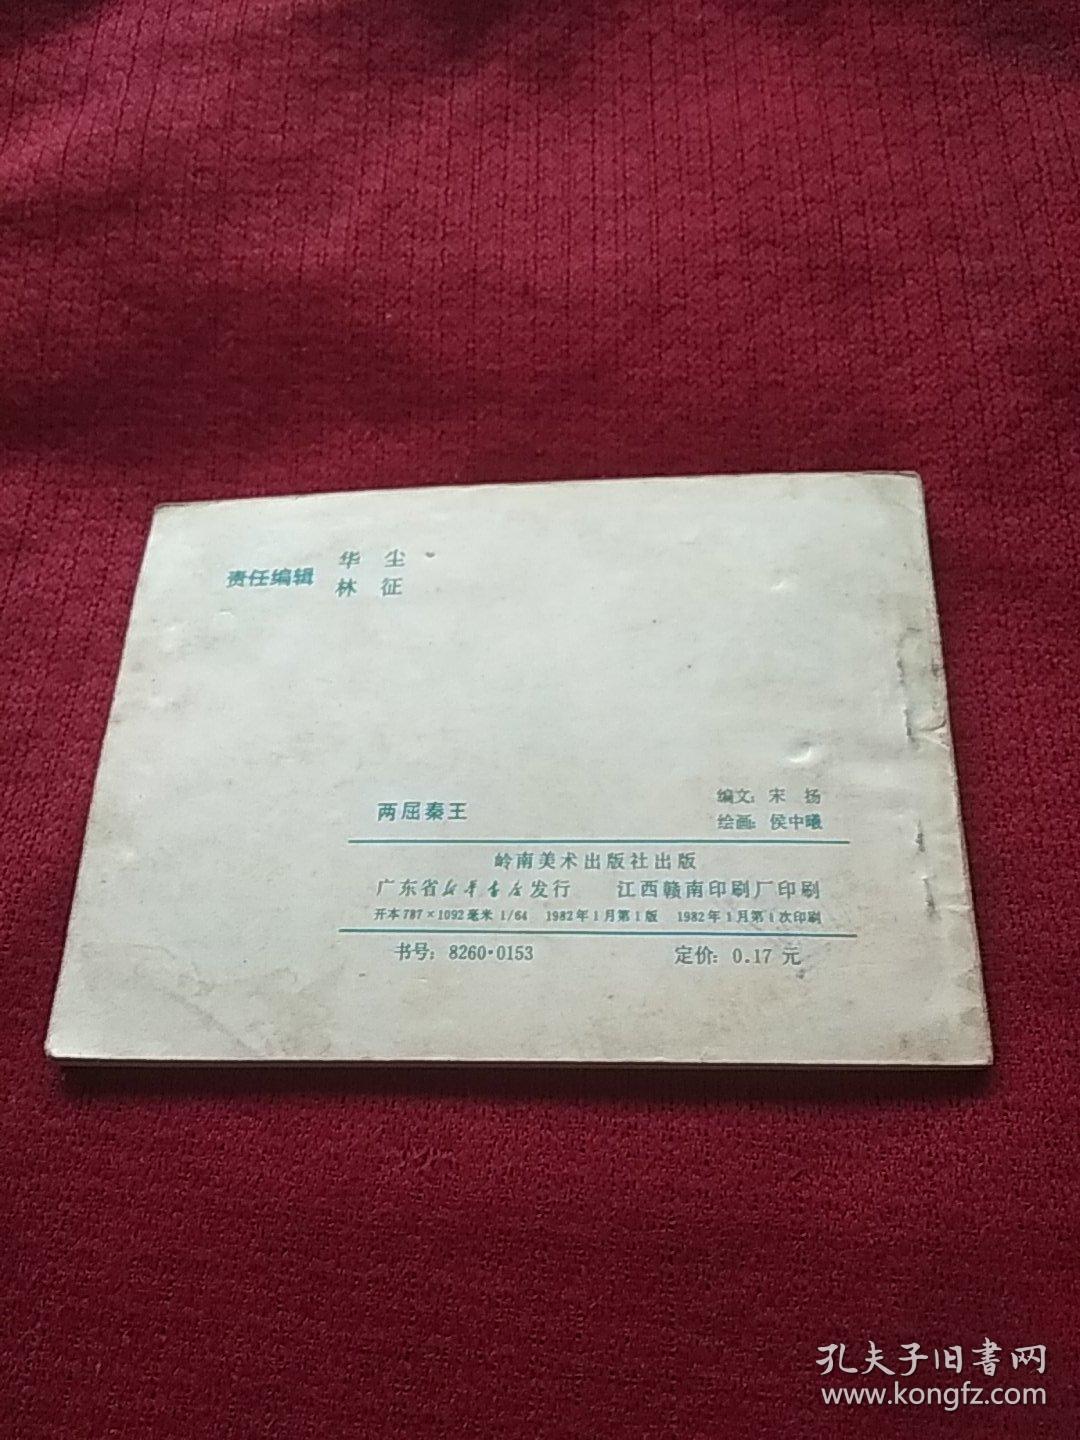 责任编辑 华 尘
林 征
两屈秦王
编文：宋 扬
绘画：侯中曦
岭南美术出版社出版
广东省新华书店发行 江西赣南印刷厂印刷
开本787×1092毫米 1/64 1982年1月第1版 1982年1月第1次印刷
书号：8260·0153 定价：0.17 元
孔夫子旧書网
www.kongfz.com